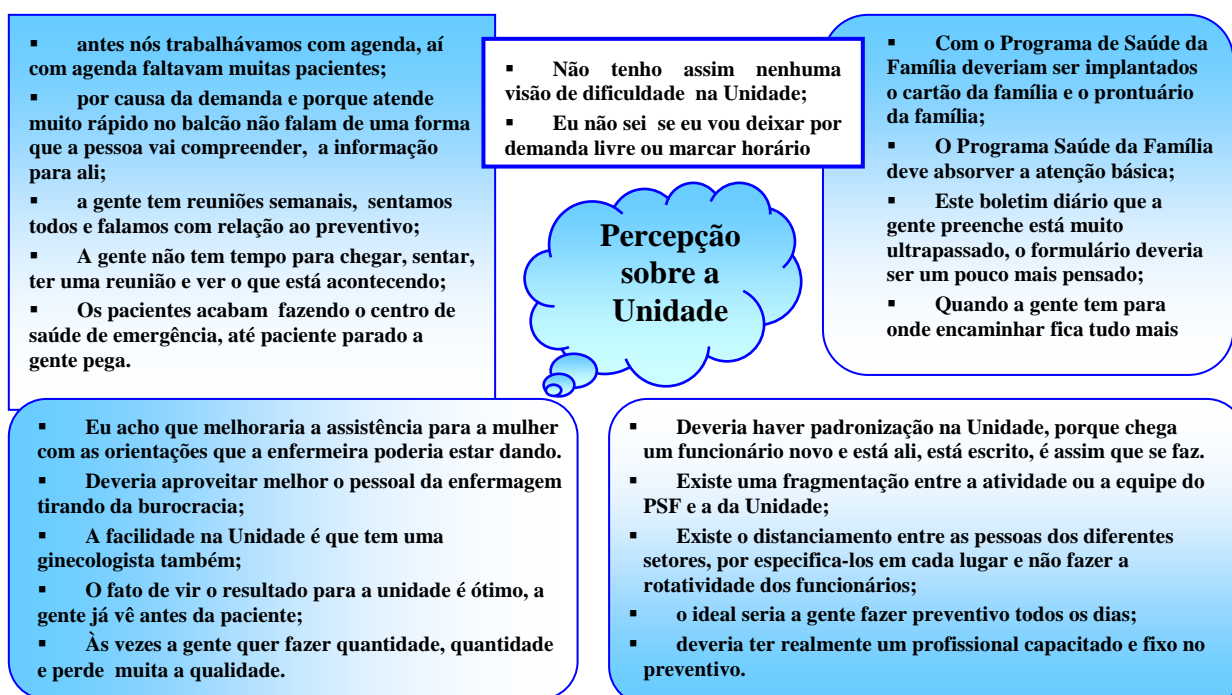 ▪ antes nós trabalhávamos com agenda, aí
com agenda faltavam muitas pacientes;
▪ por causa da demanda e porque atende
muito rápido no balcão não falam de uma forma
que a pessoa vai compreender, a informação
para ali;
▪ a gente tem reuniões semanais, sentamos
todos e falamos com relação ao preventivo;
▪ A gente não tem tempo para chegar, sentar,
ter uma reunião e ver o que está acontecendo;
▪ Os pacientes acabam fazendo o centro de
saúde de emergência, até paciente parado a
gente pega.
▪ Não tenho assim nenhuma
visão de dificuldade na Unidade;
▪ Eu não sei se eu vou deixar por
demanda livre ou marcar horário
▪ Com o Programa de Saúde da
Família deveriam ser implantados
o cartão da família e o prontuário
da família;
▪ O Programa Saúde da Família
deve absorver a atenção básica;
▪ Este boletim diário que a
gente preenche está muito
ultrapassado, o formulário deveria
ser um pouco mais pensado;
▪ Quando a gente tem para
onde encaminhar fica tudo mais
Percepção
sobre a
Unidade
▪ Eu acho que melhoraria a assistência para a mulher
com as orientações que a enfermeira poderia estar dando.
▪ Deveria aproveitar melhor o pessoal da enfermagem
tirando da burocracia;
▪ A facilidade na Unidade é que tem uma
ginecologista também;
▪ O fato de vir o resultado para a unidade é ótimo, a
gente já vê antes da paciente;
▪ Às vezes a gente quer fazer quantidade, quantidade
e perde muita a qualidade.
▪ Deveria haver padronização na Unidade, porque chega
um funcionário novo e está ali, está escrito, é assim que se faz.
▪ Existe uma fragmentação entre a atividade ou a equipe do
PSF e a da Unidade;
▪ Existe o distanciamento entre as pessoas dos diferentes
setores, por especifica-los em cada lugar e não fazer a
rotatividade dos funcionários;
▪ o ideal seria a gente fazer preventivo todos os dias;
▪ deveria ter realmente um profissional capacitado e fixo no
preventivo.